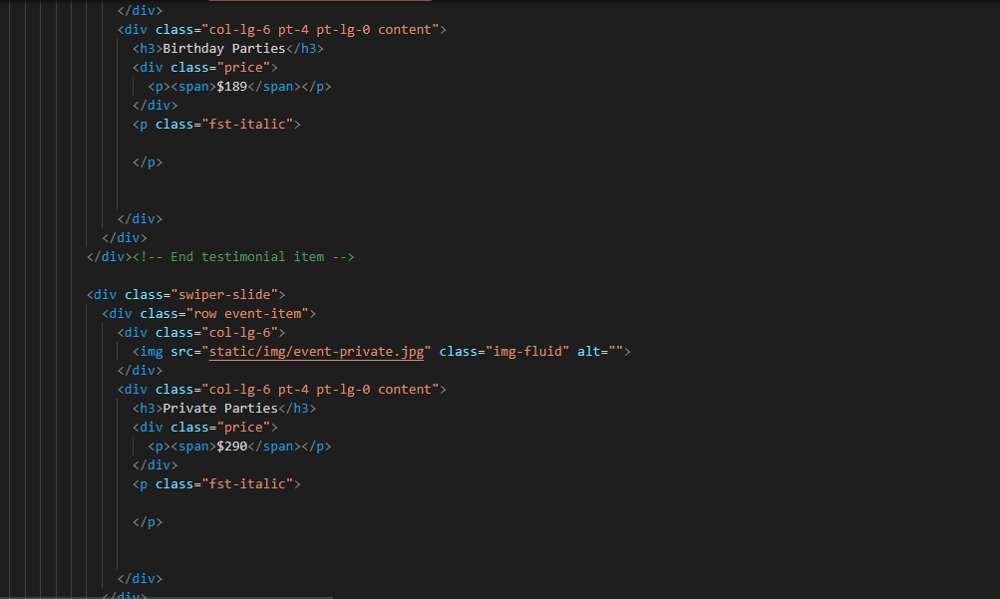 </div>
<div class="col-lg-6 pt-4 pt-lg-0 content">
<h3>Birthday Parties</h3>
<div class="price">
<p><span>$189</span></p>
</div>
<p class="fst-italic">
</p>
</div>
</div>
</div><!-- End testimonial item -->
<div class="swiper-slide">
<div class="row event-item">
<div class="col-lg-6">
<img src="static/img/event-private.jpg" class="img-fluid" alt="">
</div>
<div class="col-lg-6 pt-4 pt-lg-0 content">
<h3>Private Parties</h3>
<div class="price">
<p><span>$290</span></p>
</div>
<p class="fst-italic">
</p>
</div>
</div>